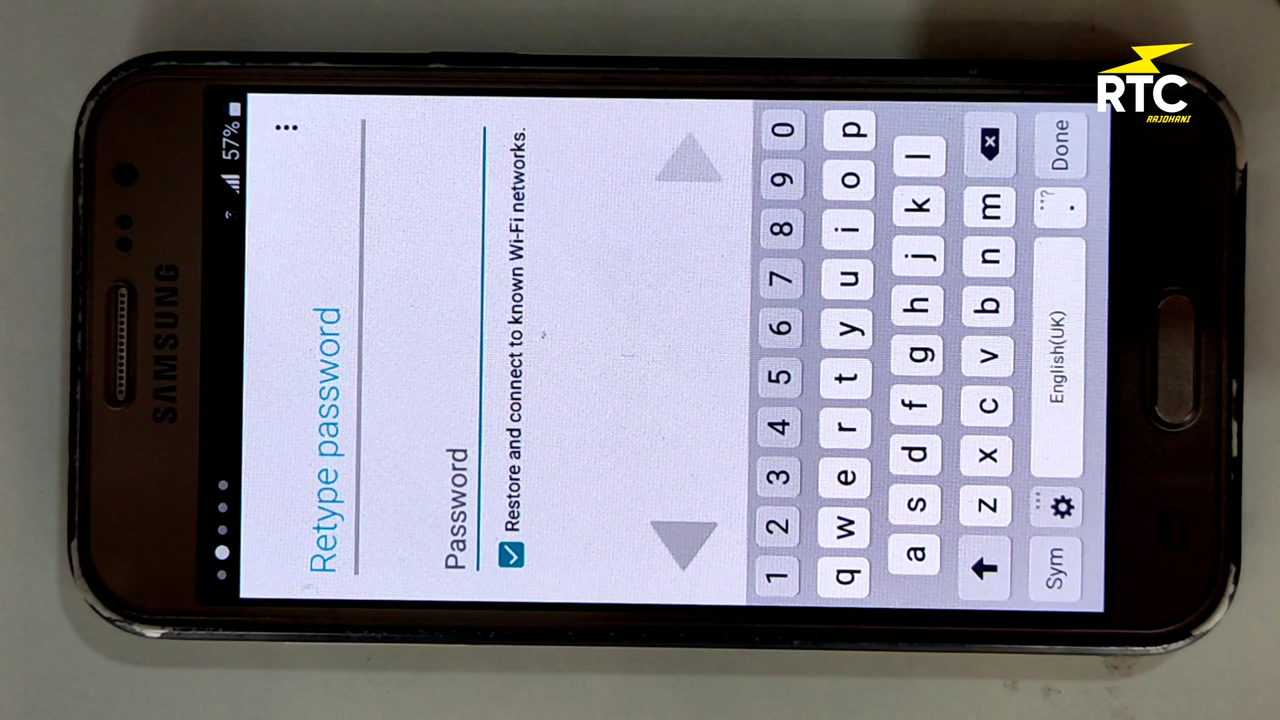 RTC
RAJDHANI
SAMSUNG
57%
Retype password
Password
Restore and connect to known Wi-Fi networks.
1 2 3 4 5 6 7 8 9 0
q w e r t y u i o p
a s d f g h j k l
z x c v b n m
Sym English(UK) . Done